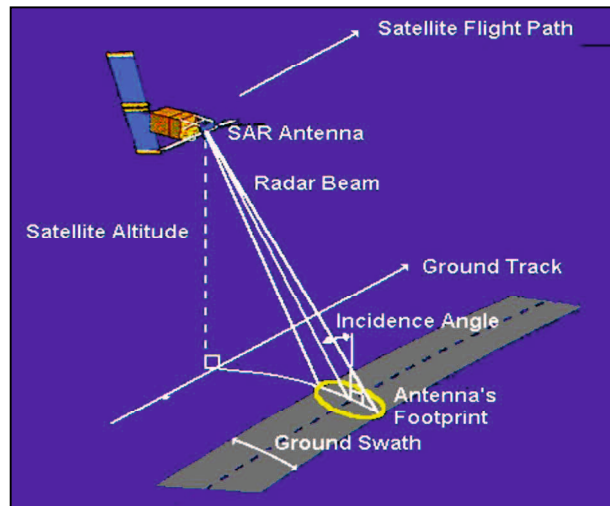 Satellite Flight Path
SAR Antenna
Radar Beam
Satellite Altitude
Ground Track
Incidence Angle
Antenna's
Footprint
Ground Swath